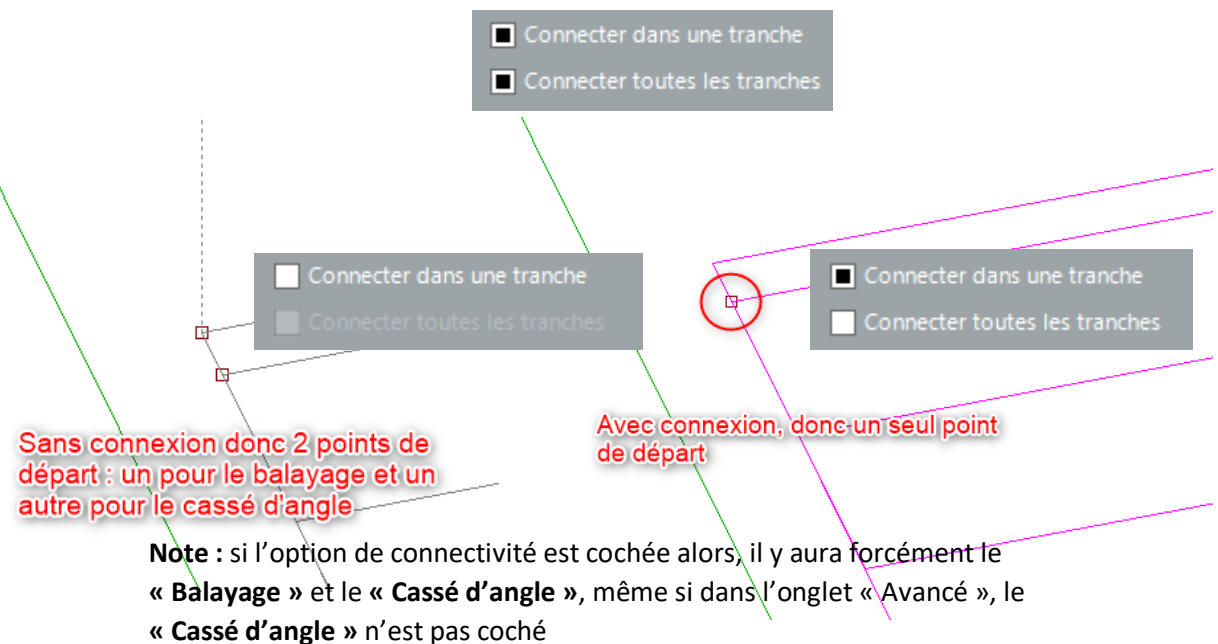 Connecter dans une tranche
Connecter toutes les tranches
Connecter dans une tranche
Connecter toutes les tranches
Connecter dans une tranche
Connecter toutes les tranches
Sans connexion donc 2 points de
départ : un pour le balayage et un
autre pour le cassé d'angle
Avec connexion, donc un seul point
de départ
Note : si l’option de connectivité est cochée alors, il y aura forcément le
« Balayage » et le « Cassé d’angle », même si dans l’onglet « Avancé », le
« Cassé d’angle » n’est pas coché